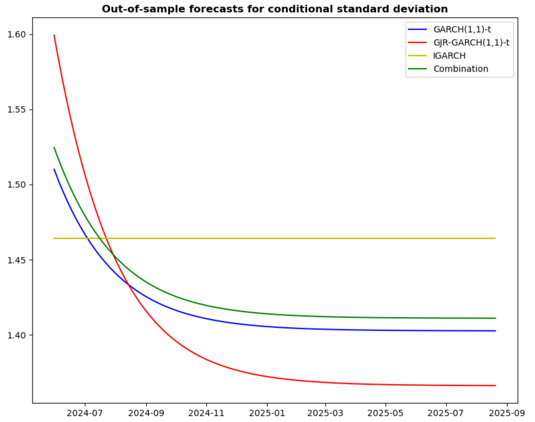 Out-of-sample forecasts for conditional standard deviation
GARCH(1,1)-t
GJR-GARCH(1,1)-t
IGARCH
Combination
1.60
1.55
1.50
1.45
1.40
2024-07 2024-09 2024-11 2025-01 2025-03 2025-05 2025-07 2025-09